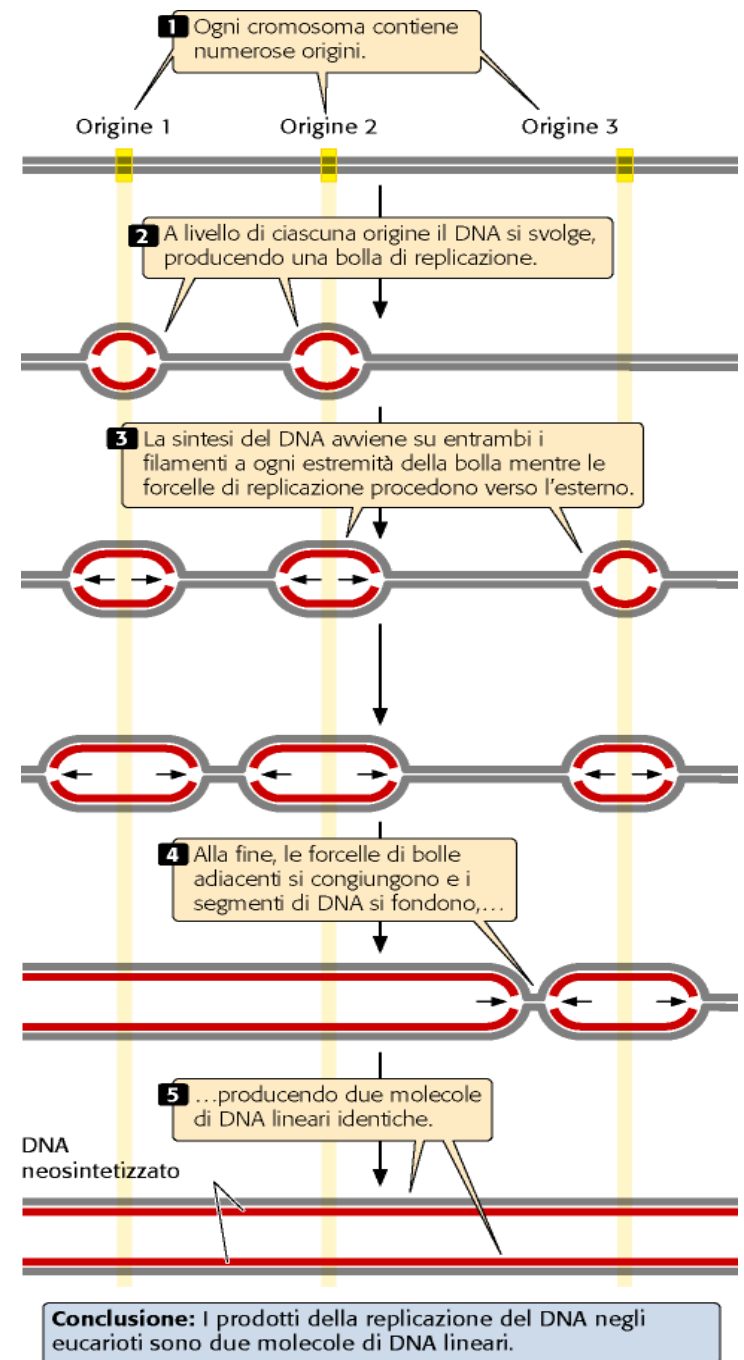 1 Ogni cromosoma contiene
numerose origini.
Origine 1 Origine 2 Origine 3
2 A livello di ciascuna origine il DNA si svolge,
producendo una bolla di replicazione.
3 La sintesi del DNA avviene su entrambi i
filamenti a ogni estremità della bolla mentre le
forcelle di replicazione procedono verso l'esterno.
4 Alla fine, le forcelle di bolle
adiacenti si congiungono e i
segmenti di DNA si fondono,...
5 ...producendo due molecole
di DNA lineari identiche.
DNA
neosintetizzato
Conclusione: I prodotti della replicazione del DNA negli
eucarioti sono due molecole di DNA lineari.